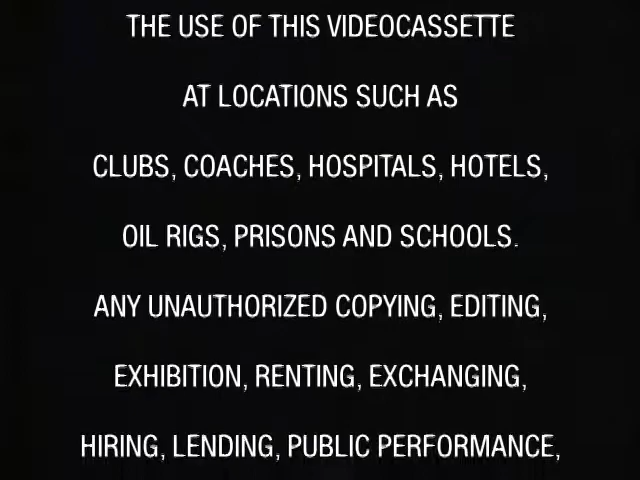 THE USE OF THIS VIDEOCASSETTE
AT LOCATIONS SUCH AS
CLUBS, COACHES, HOSPITALS, HOTELS,
OIL RIGS, PRISONS AND SCHOOLS.
ANY UNAUTHORIZED COPYING, EDITING,
EXHIBITION, RENTING, EXCHANGING,
HIRING, LENDING, PUBLIC PERFORMANCE,